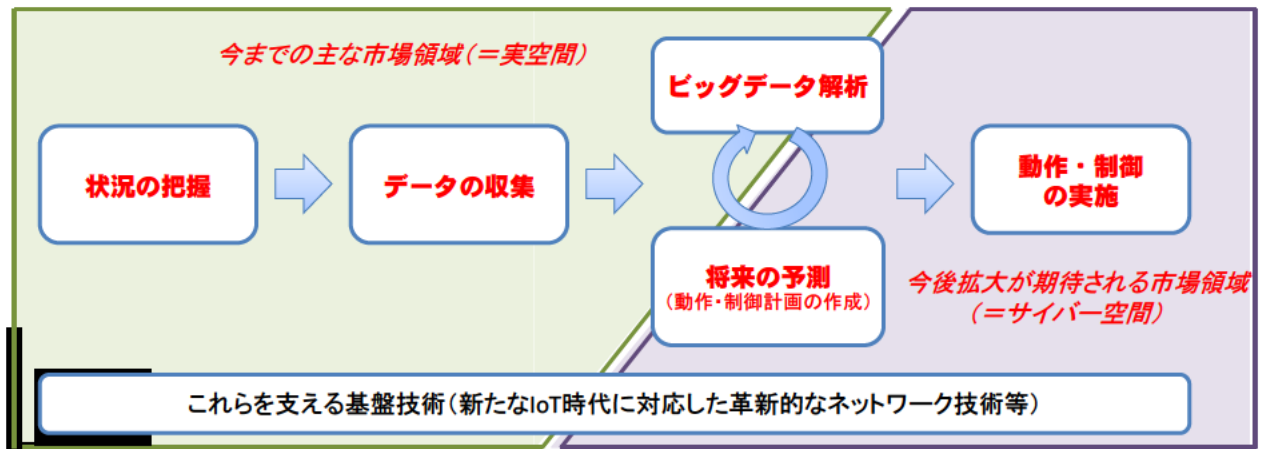 今までの主な市場領域(=実空間)
ビッグデータ解析
状況の把握
データの収集
動作・制御
の実施
将来の予測
(動作・制御計画の作成)
今後拡大が期待される市場領域
(=サイバー空間)
これらを支える基盤技術(新たなIoT時代に対応した革新的なネットワーク技術等)